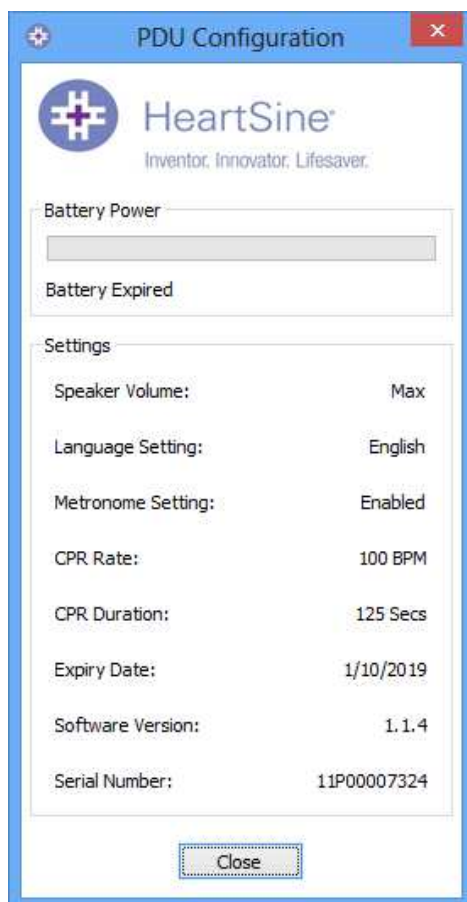 PDU Configuration
HeartSine
Inventor. Innovator. Lifesaver.
Battery Power
Battery Expired
Settings
Speaker Volume: Max
Language Setting: English
Metronome Setting: Enabled
CPR Rate: 100 BPM
CPR Duration: 125 Secs
Expiry Date: 1/10/2019
Software Version: 1.1.4
Serial Number: 11P00007324
Close